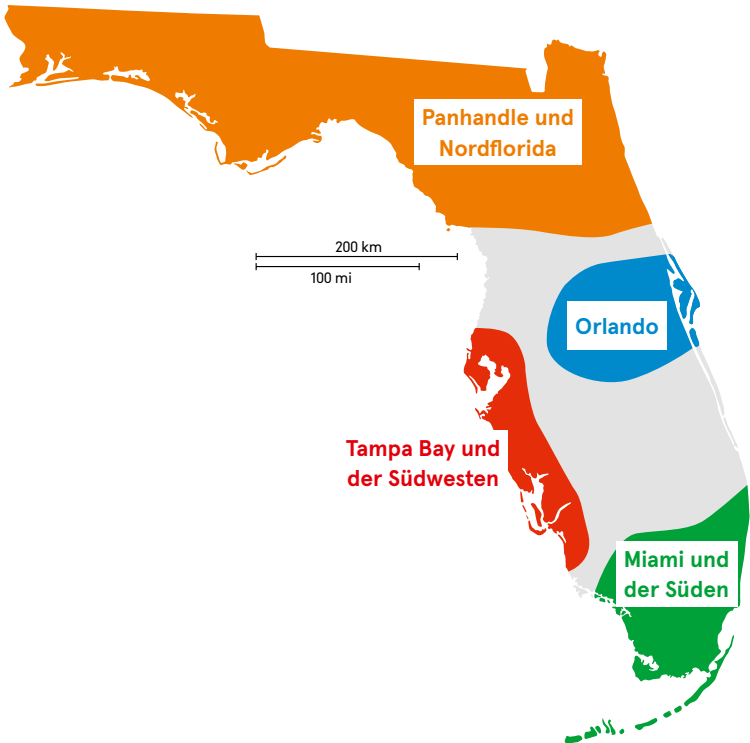 Panhandle und
Nordflorida
200 km
100 mi
Orlando
Tampa Bay und
der Südwesten
Miami und
der Süden